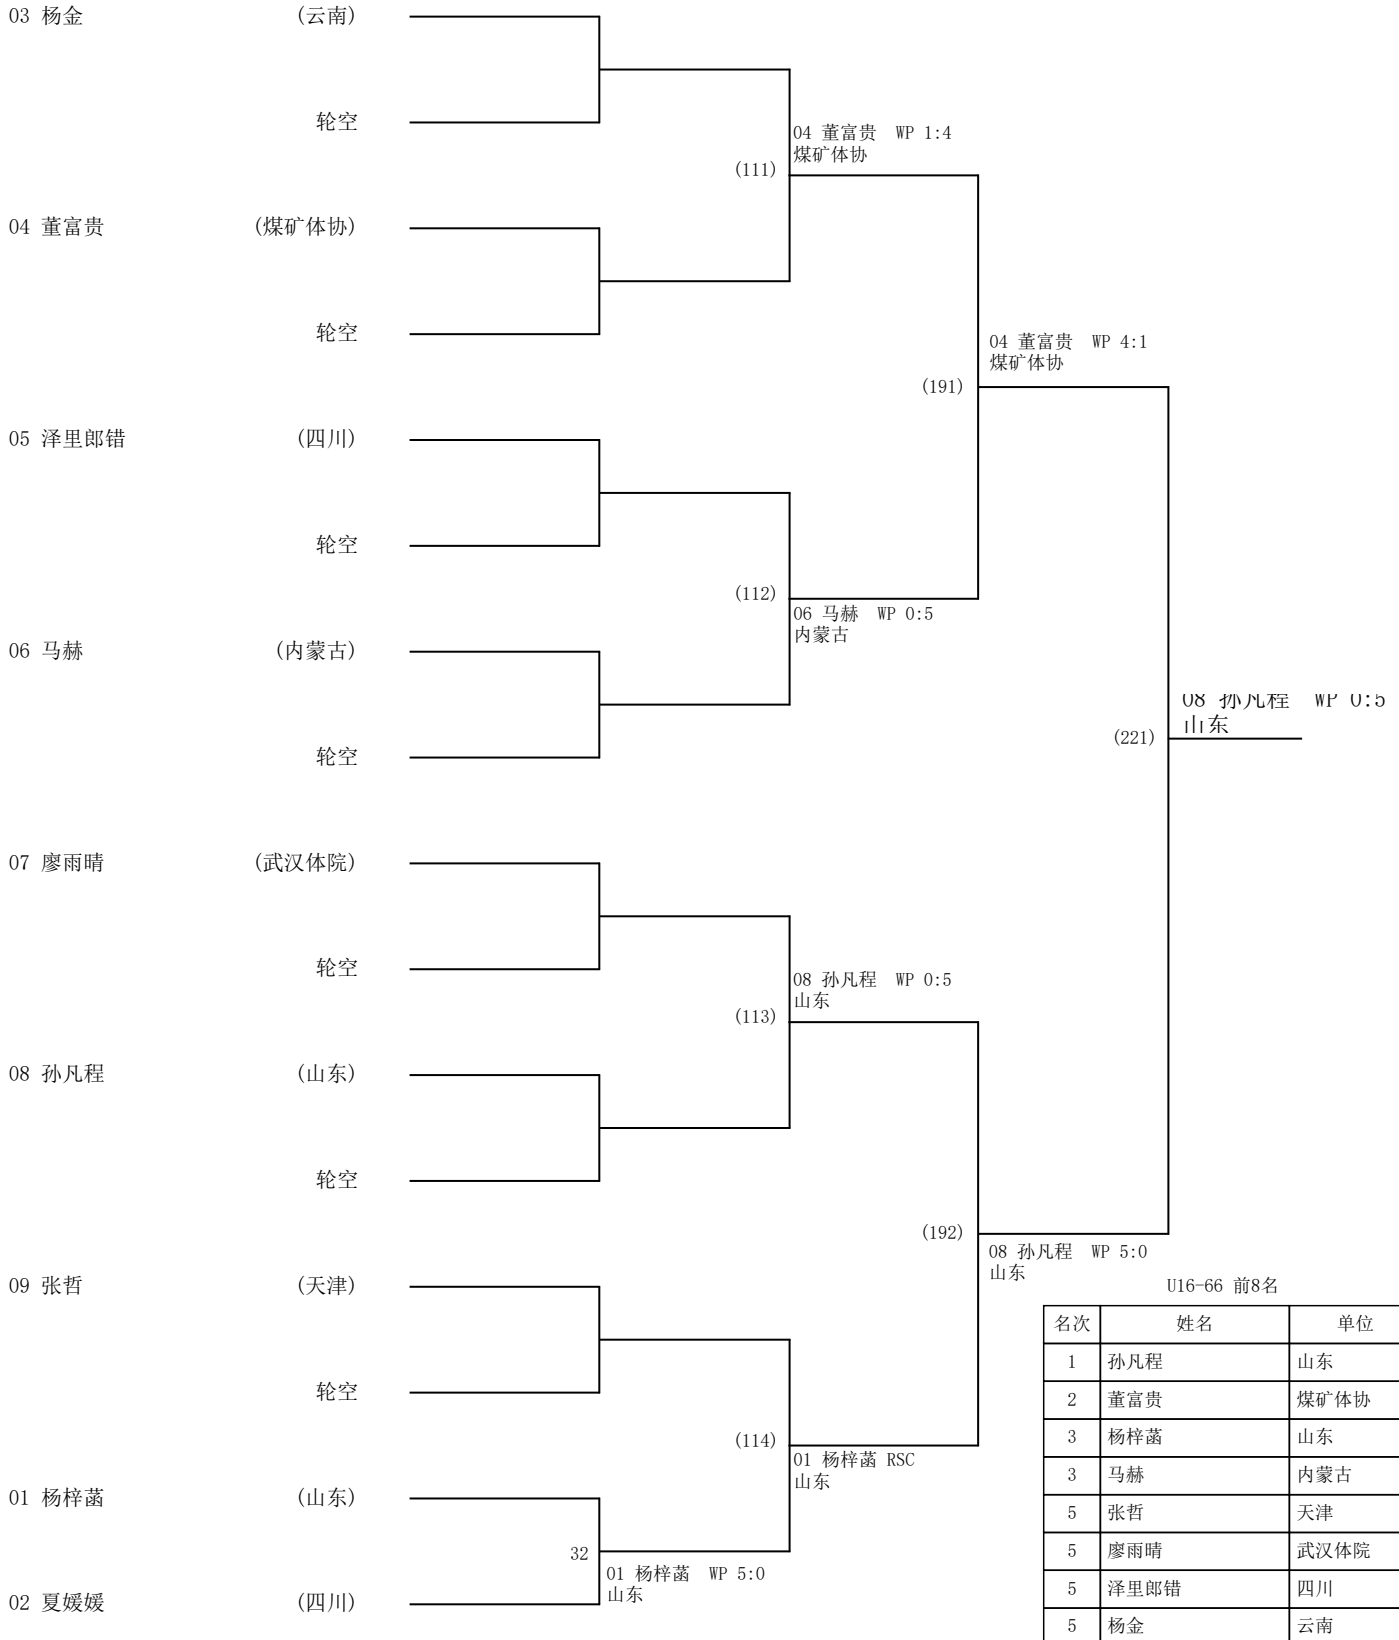 03 杨金 (云南)
轮空
04 董富贵 WP 1:4
煤矿体协
(111)
04 董富贵 (煤矿体协)
轮空
04 董富贵 WP 4:1
煤矿体协
(191)
05 泽里郎错 (四川)
轮空
(112)
06 马赫 WP 0:5
内蒙古
06 马赫 (内蒙古)
轮空
08 孙凡程 WP 0:5
山东
(221)
07 廖雨晴 (武汉体院)
轮空
08 孙凡程 WP 0:5
山东
(113)
08 孙凡程 (山东)
轮空
(192)
08 孙凡程 WP 5:0
山东
09 张哲 (天津)
轮空
(114)
01 杨梓菡 RSC
山东
01 杨梓菡 (山东)
32
01 杨梓菡 WP 5:0
山东
02 夏媛媛 (四川)
U16-66 前8名
名次 姓名 单位
1 孙凡程 山东
2 董富贵 煤矿体协
3 杨梓菡 山东
3 马赫 内蒙古
5 张哲 天津
5 廖雨晴 武汉体院
5 泽里郎错 四川
5 杨金 云南